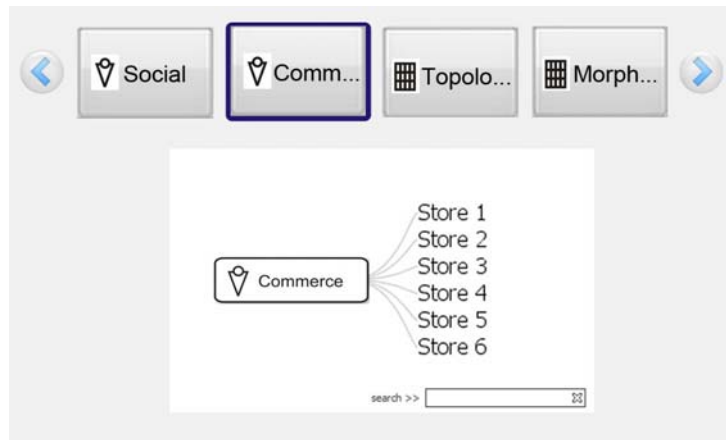 Social
Comm...
Topolo...
Morph...
Store 1
Store 2
Store 3
Commerce
Store 4
Store 5
Store 6
search >>